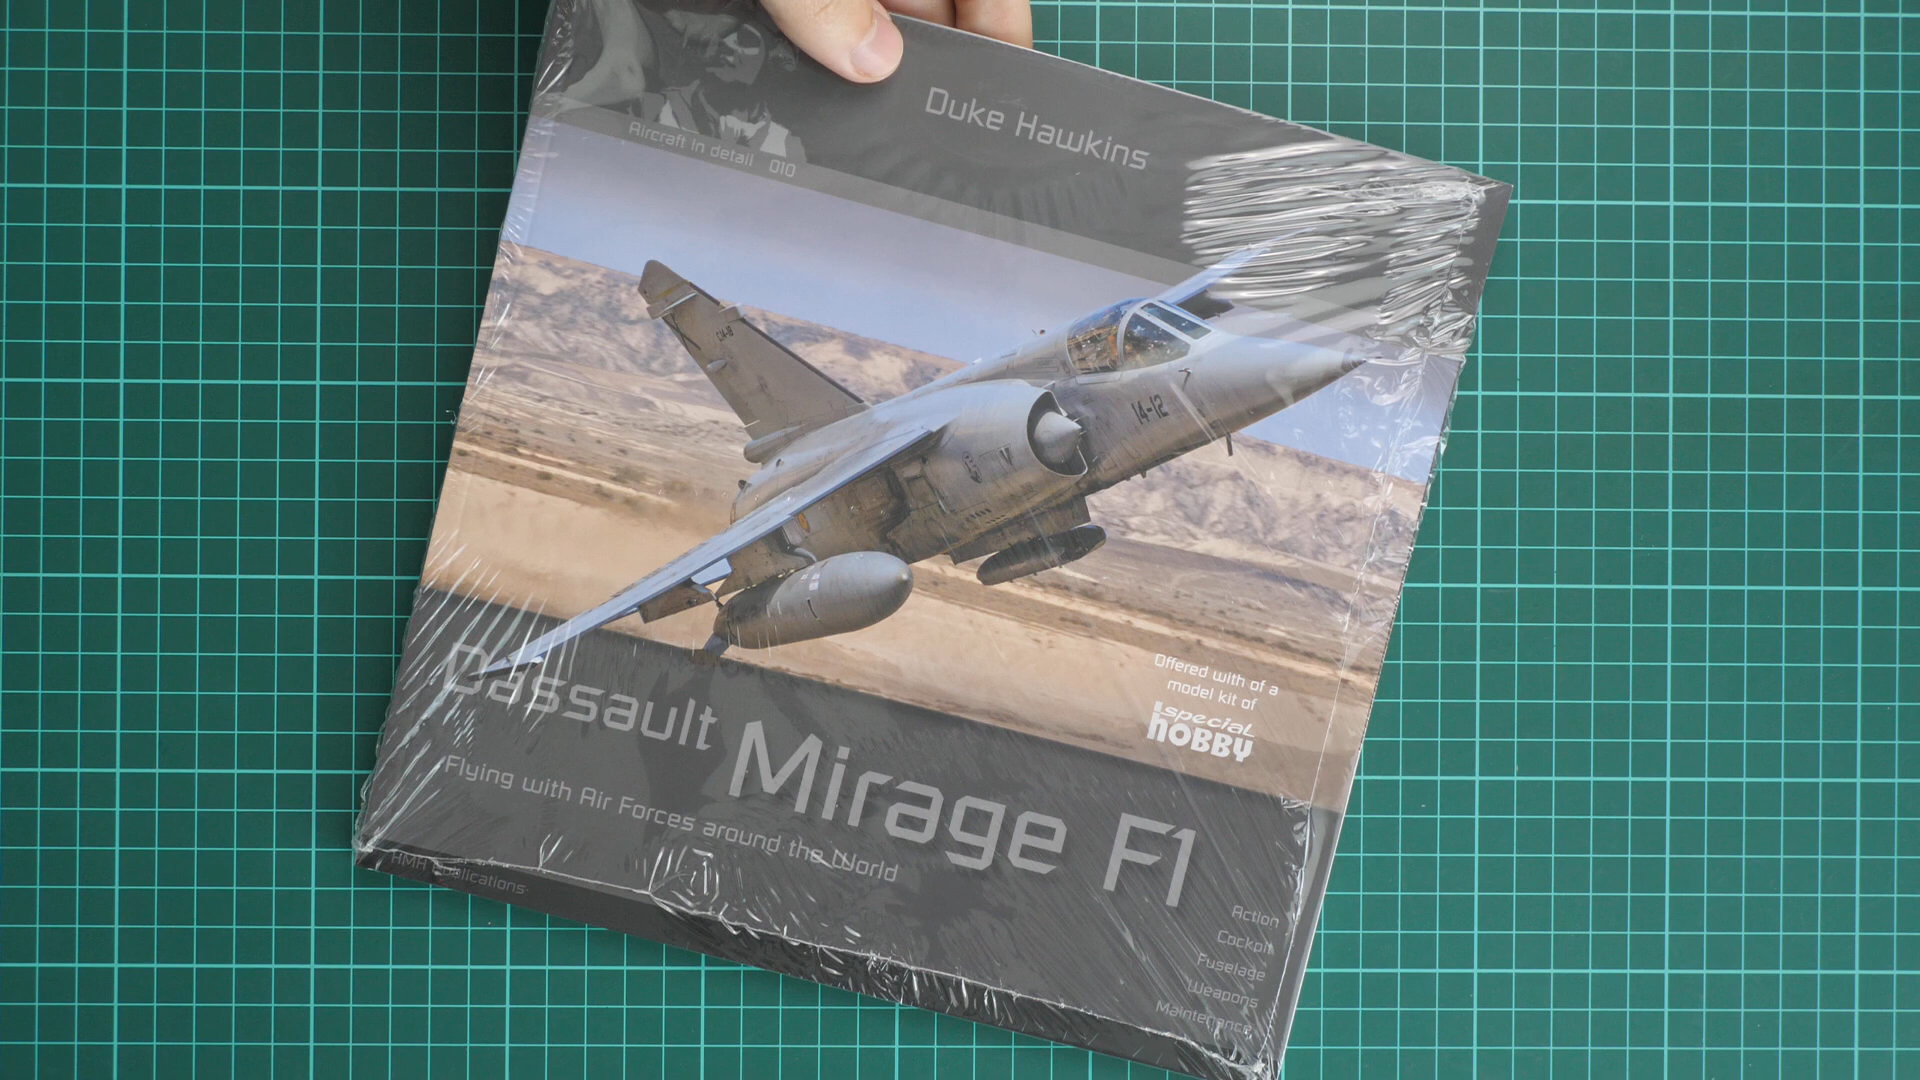 Duke Hawkins
Aircraft in detail 010
C.14-18
14-12
Offered with of a
model kit of
special
HOBBY
Dassault Mirage F1
Flying with Air Forces around the World
HMH Publications
Action
Cockpit
Fuselage
Weapons
Maintenance